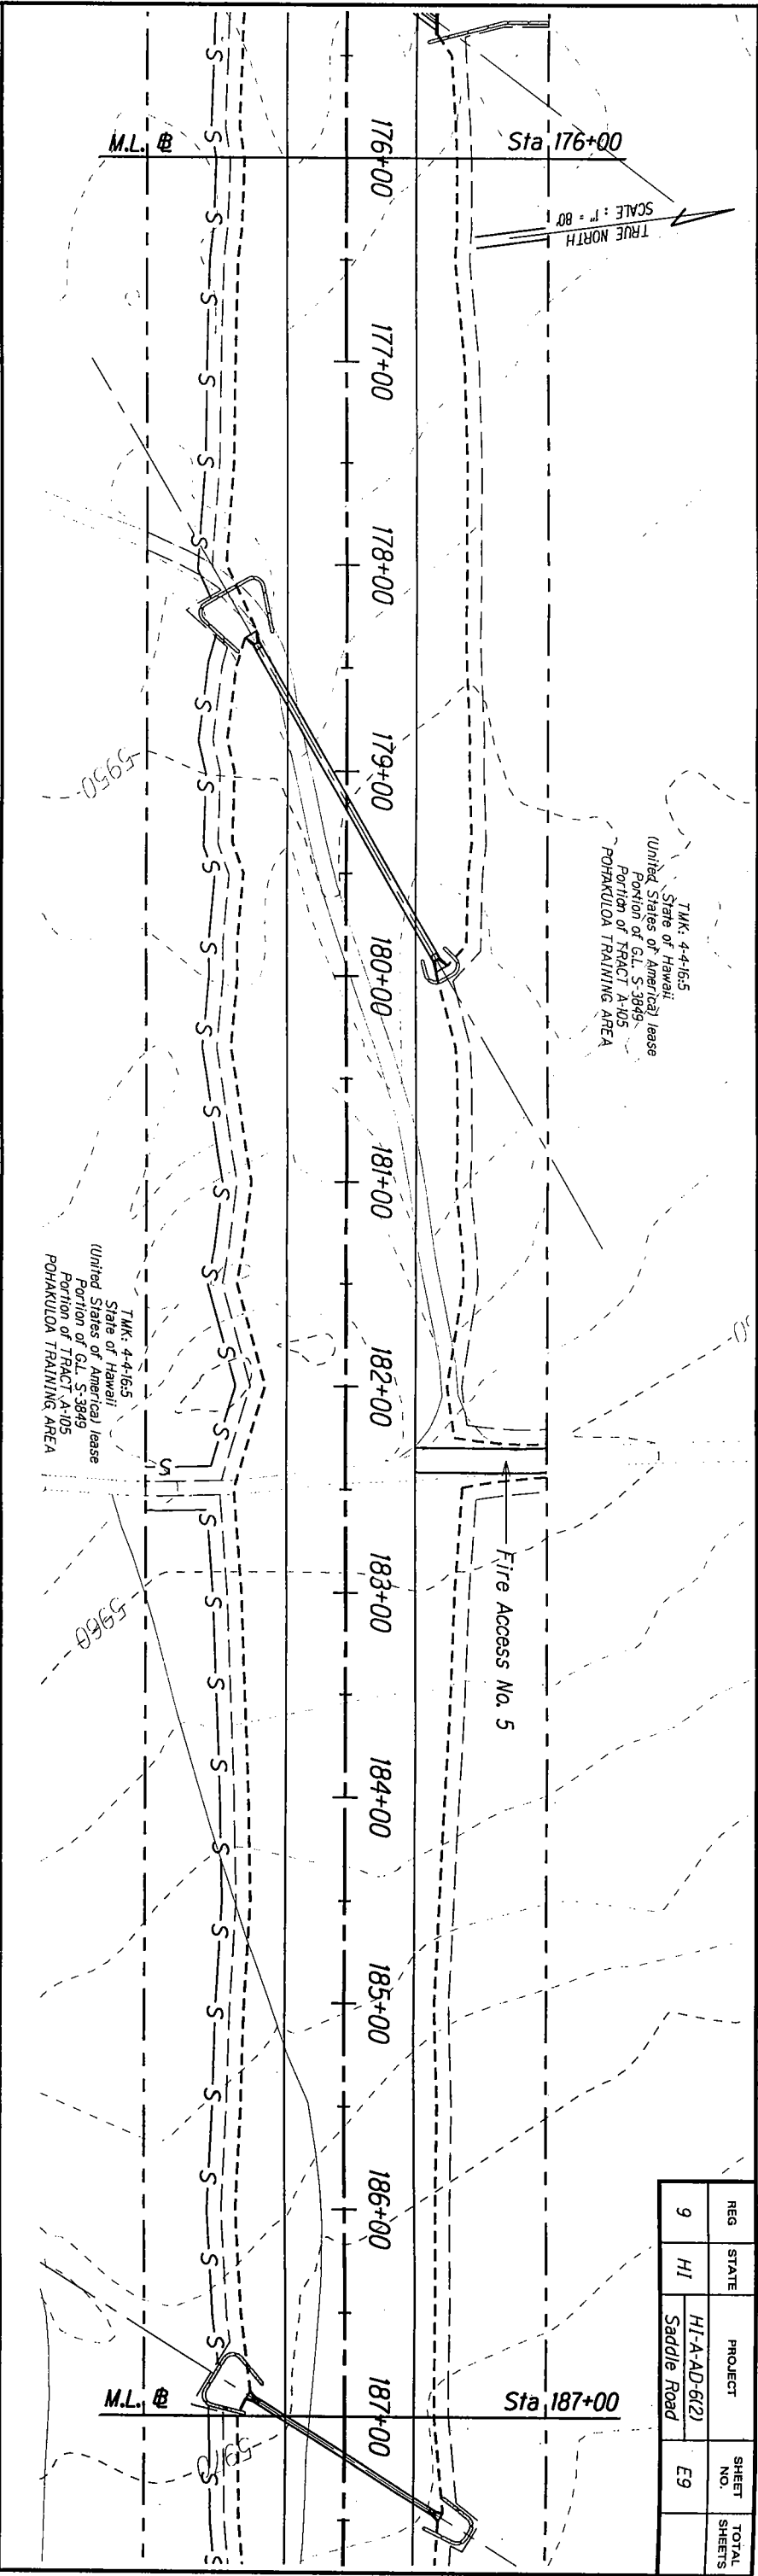 REG
STATE
PROJECT
SHEET NO.
TOTAL SHEETS
9
HI
HI-A-AD-6(2)
Saddle Road
E9
TRUE NORTH
SCALE : 1" = 80'
Sta 176+00
M.L. BL
176+00
177+00
178+00
179+00
180+00
181+00
182+00
183+00
184+00
185+00
186+00
187+00
Sta 187+00
M.L. BL
TMK: 4-4-16:5
State of Hawaii
(United States of America) lease
Portion of G.L. S-3849
Portion of TRACT A-105
POHAKULOA TRAINING AREA
TMK: 4-4-16:5
State of Hawaii
(United States of America) lease
Portion of G.L. S-3849
Portion of TRACT A-105
POHAKULOA TRAINING AREA
Fire Access No. 5
5950
5960
5970
S S S S S S S S S S S S S S S S S S S S S S S S S S S S S S